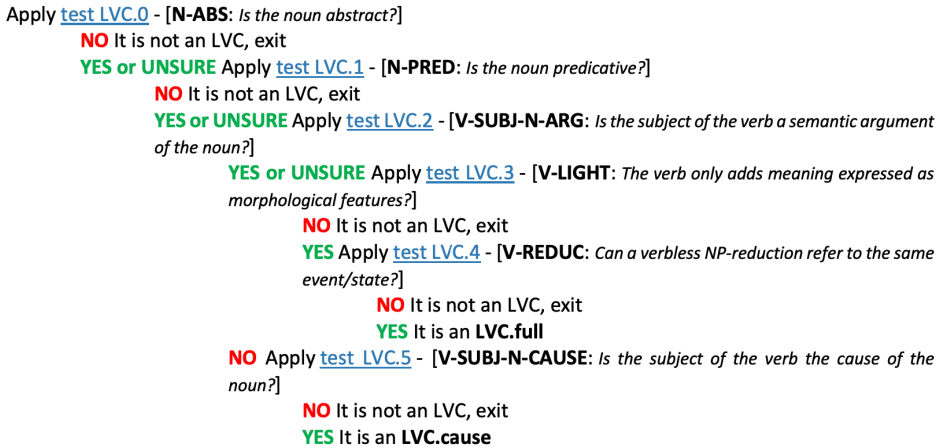 Apply test LVC.0 - [N-ABS: Is the noun abstract?]
NO It is not an LVC, exit
YES or UNSURE Apply test LVC.1 - [N-PRED: Is the noun predicative?]
NO It is not an LVC, exit
YES or UNSURE Apply test LVC.2 - [V-SUBJ-N-ARG: Is the subject of the verb a semantic argument
of the noun?]
YES or UNSURE Apply test LVC.3 - [V-LIGHT: The verb only adds meaning expressed as
morphological features?]
NO It is not an LVC, exit
YES Apply test LVC.4 - [V-REDUC: Can a verbless NP-reduction refer to the same
event/state?]
NO It is not an LVC, exit
YES It is an LVC.full
NO Apply test LVC.5 - [V-SUBJ-N-CAUSE: Is the subject of the verb the cause of the
noun?]
NO It is not an LVC, exit
YES It is an LVC.cause